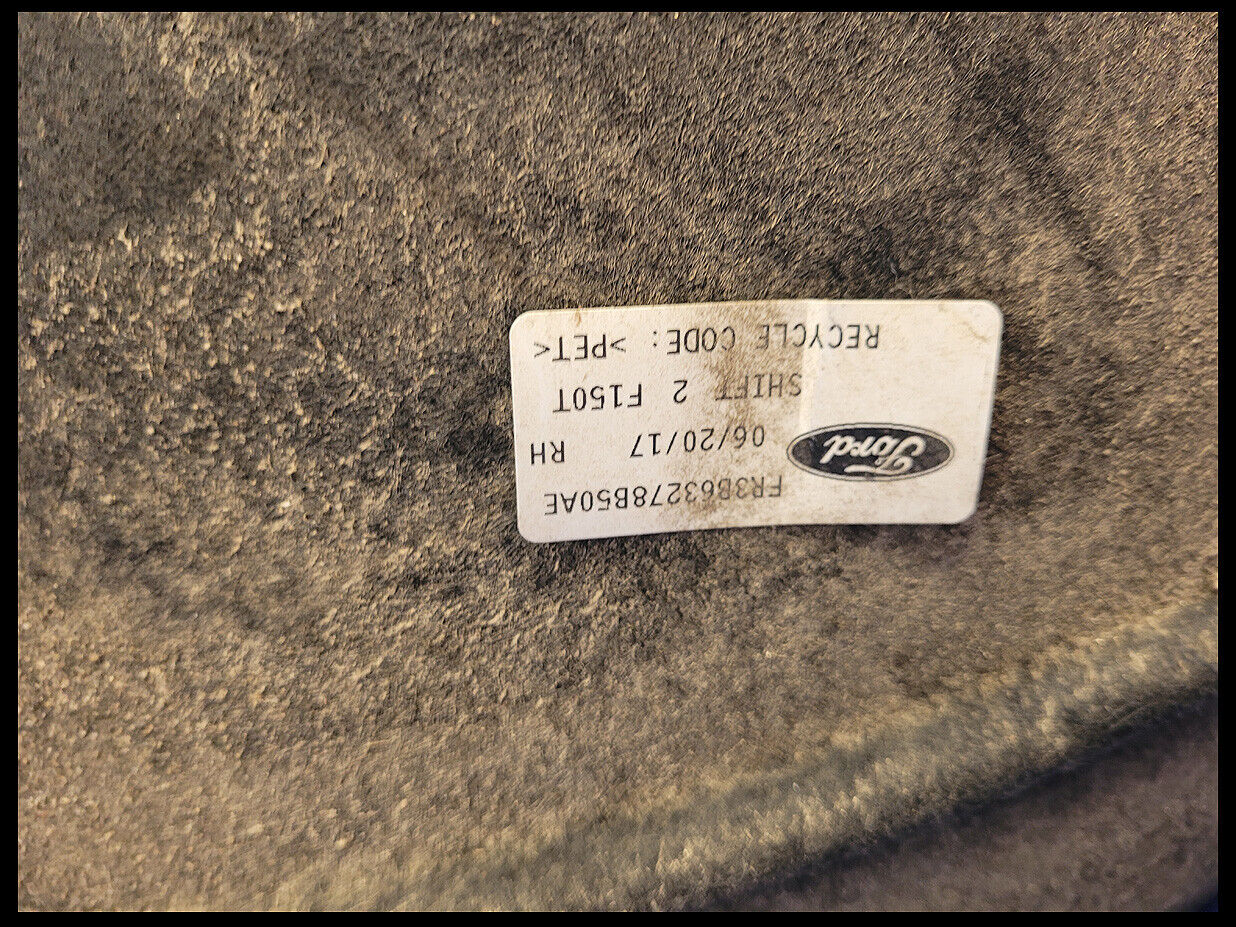 FR3B63278B50AE
Ford
06/20/17 RH
SHIFT 2 F150T
RECYCLE CODE: >PET<